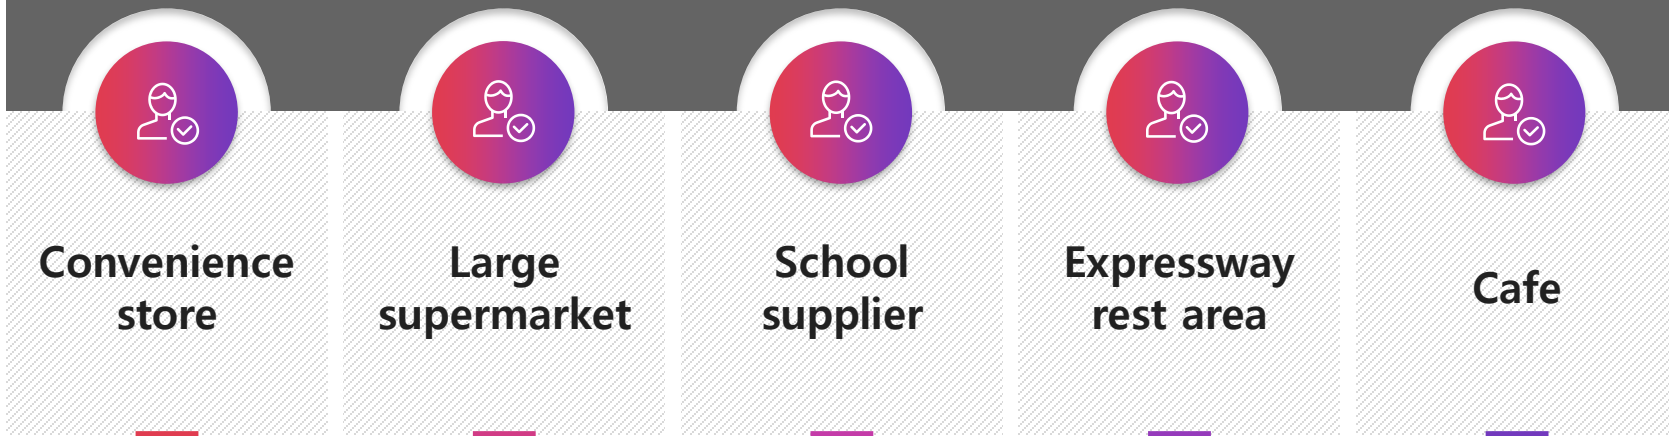 Convenience
store
Large
supermarket
School
supplier
Expressway
rest area
Cafe